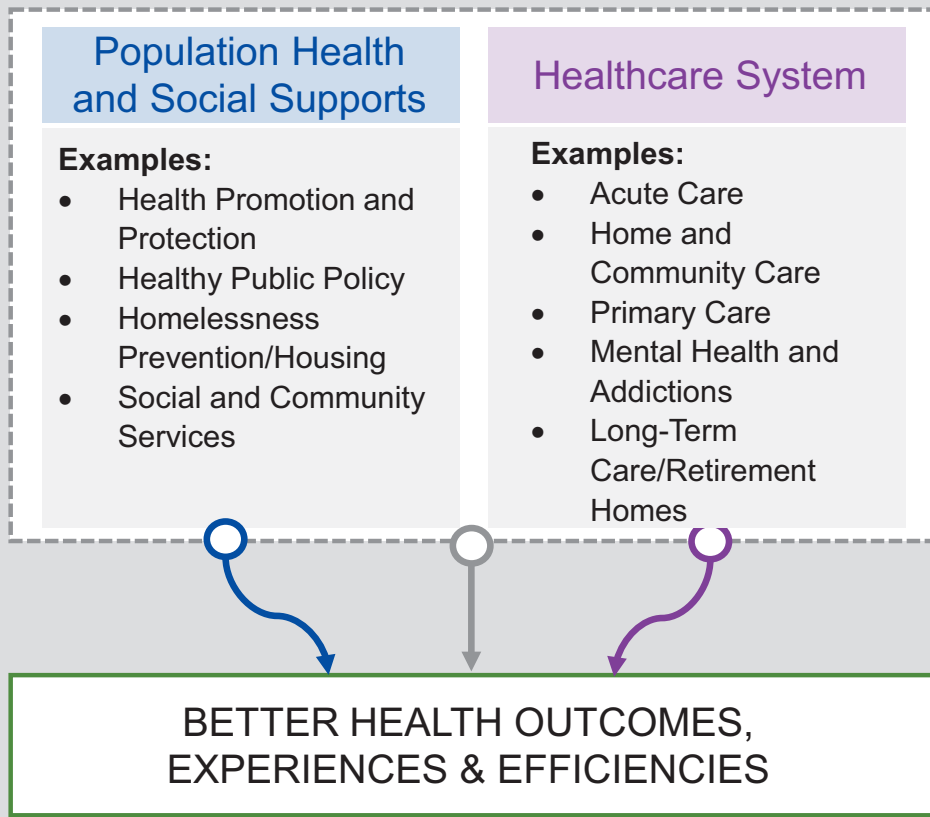 Population Health
and Social Supports
Examples:
• Health Promotion and
Protection
• Healthy Public Policy
• Homelessness
Prevention/Housing
• Social and Community
Services
Healthcare System
Examples:
• Acute Care
• Home and
Community Care
• Primary Care
• Mental Health and
Addictions
• Long-Term
Care/Retirement
Homes
BETTER HEALTH OUTCOMES,
EXPERIENCES & EFFICIENCIES